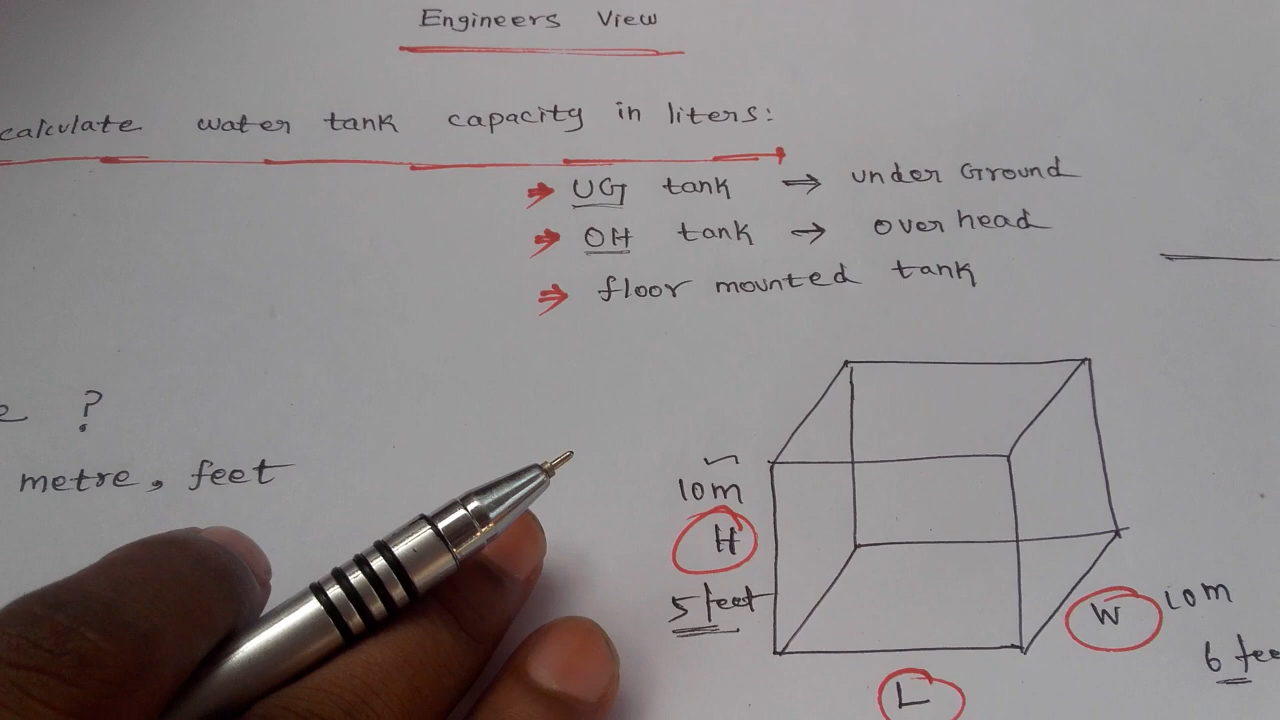 Engineers View
calculate water tank capacity in liters:
UG tank ⇒ under Ground
OH tank → over head
floor mounted tank
?
metre, feet
10m
H
5 feet
W 10m
6 fee
L